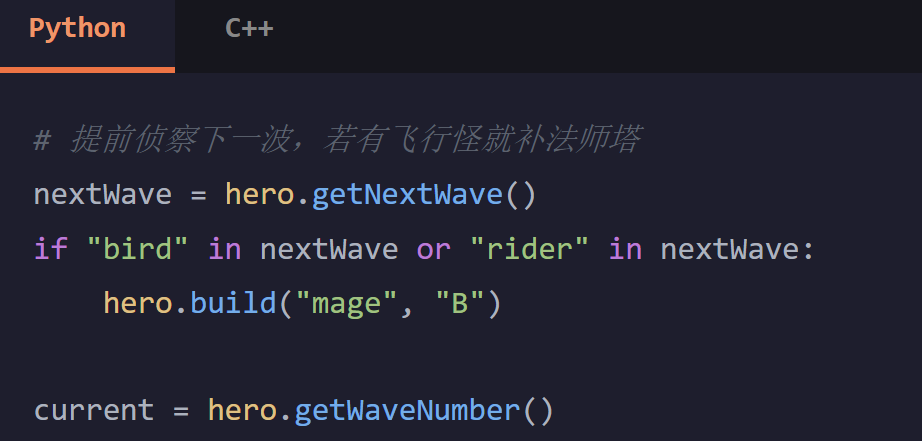 Python C++
# 提前侦察下一波，若有飞行怪就补法师塔
nextWave = hero.getNextWave()
if "bird" in nextWave or "rider" in nextWave:
    hero.build("mage", "B")
current = hero.getWaveNumber()